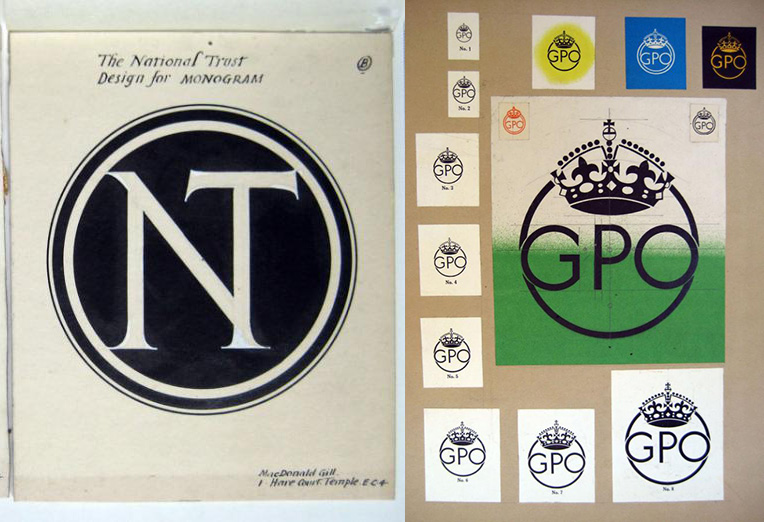 The National Trust
Design for MONOGRAM
B
NT
MacDonald Gill.
1 Hare Court. Temple. E.C.4
GPO
No. 1
GPO
GPO
GPO
GPO
No. 2
GPO
GPO
GPO
GPO
No. 3
GPO
No. 4
GPO
No. 5
GPO
No. 6
GPO
No. 7
GPO
No. 8